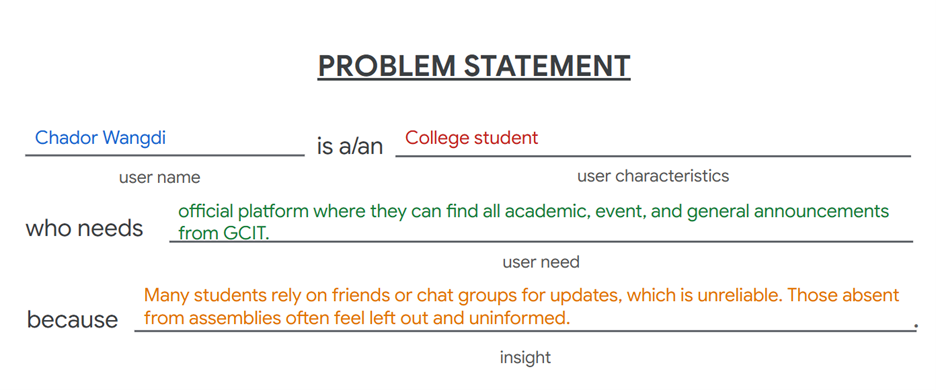 PROBLEM STATEMENT
Chador Wangdi is a/an College student
user name user characteristics
who needs official platform where they can find all academic, event, and general announcements
from GCIT.
user need
because Many students rely on friends or chat groups for updates, which is unreliable. Those absent
from assemblies often feel left out and uninformed. .
insight